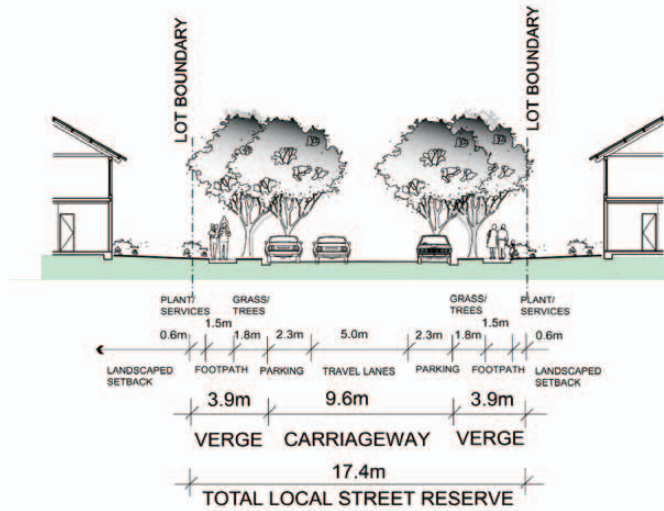 LOT BOUNDARY
LOT BOUNDARY
PLANT/
SERVICES
GRASS/
TREES
GRASS/
TREES
PLANT/
SERVICES
0.6m
1.5m
1.8m
2.3m
5.0m
2.3m
1.8m
1.5m
0.6m
LANDSCAPED
SETBACK
FOOTPATH
PARKING
TRAVEL LANES
PARKING
FOOTPATH
LANDSCAPED
SETBACK
3.9m
9.6m
3.9m
VERGE
CARRIAGEWAY
VERGE
17.4m
TOTAL LOCAL STREET RESERVE